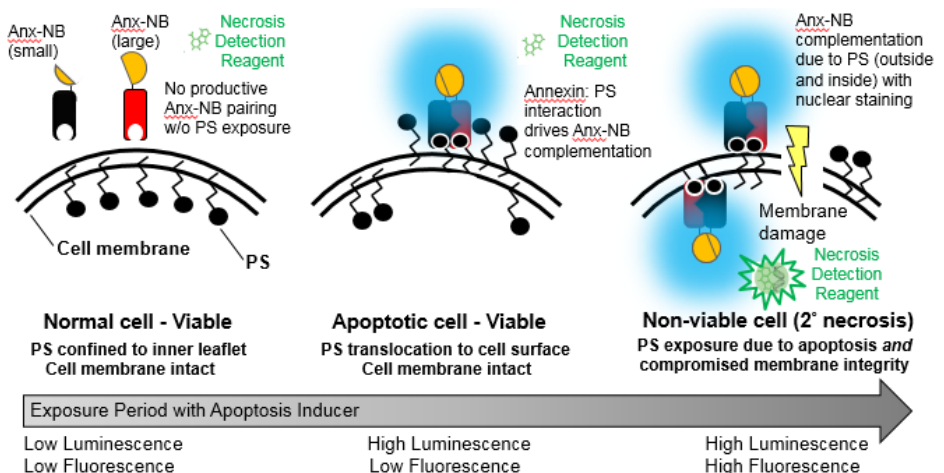 Anx-NB
(small)
Anx-NB
(large)
Necrosis
Detection
Reagent
No productive
Anx-NB pairing
w/o PS exposure
Cell membrane
PS
Normal cell - Viable
PS confined to inner leaflet
Cell membrane intact
Necrosis
Detection
Reagent
Annexin: PS
interaction
drives Anx-NB
complementation
Apoptotic cell - Viable
PS translocation to cell surface
Cell membrane intact
Anx-NB
complementation
due to PS (outside
and inside) with
nuclear staining
Membrane
damage
Necrosis
Detection
Reagent
Non-viable cell (2˚ necrosis)
PS exposure due to apoptosis and
compromised membrane integrity
Exposure Period with Apoptosis Inducer
Low Luminescence
Low Fluorescence
High Luminescence
Low Fluorescence
High Luminescence
High Fluorescence